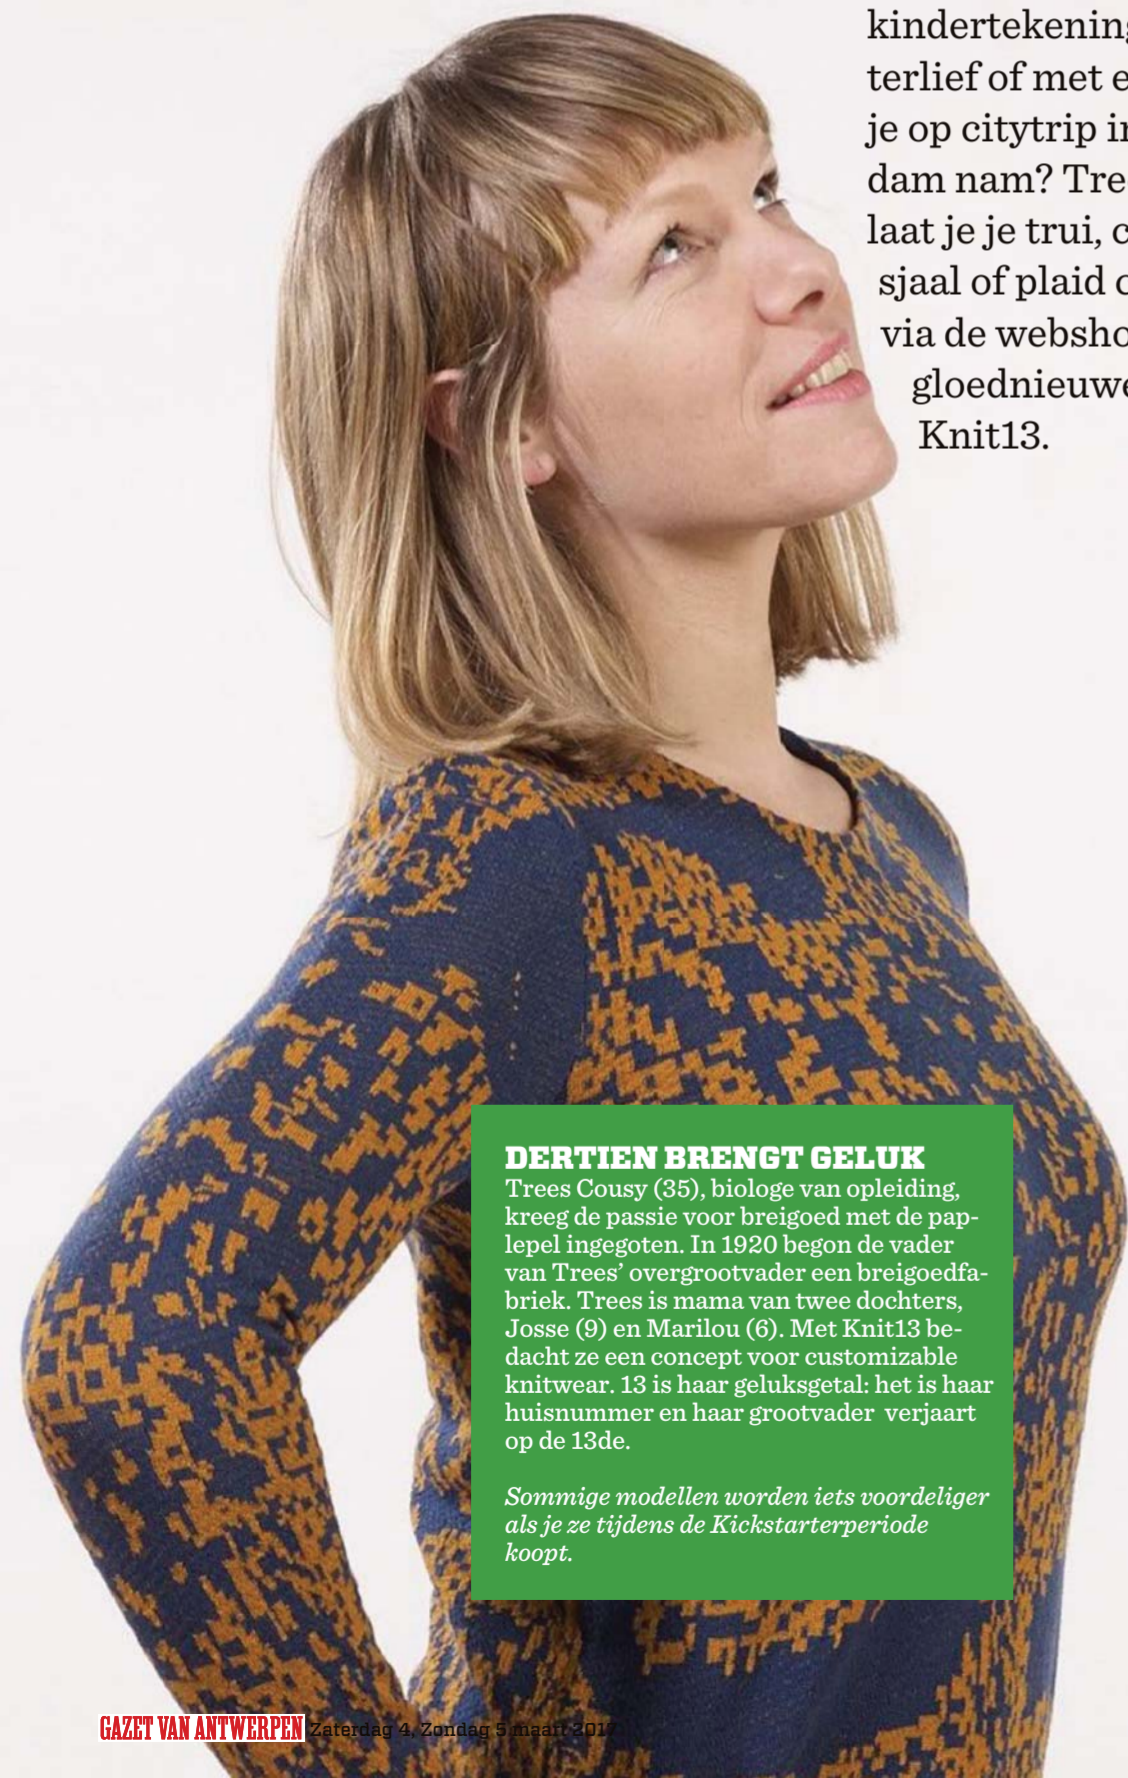 kindertekening
terlief of met e
je op citytrip in
dam nam? Tre
laat je je trui, c
sjaal of plaid o
via de websho
gloednieuwe
Knit13.
DERTIEN BRENGT GELUK
Trees Cousy (35), biologe van opleiding,
kreeg de passie voor breigoed met de pap-
lepel ingegoten. In 1920 begon de vader
van Trees’ overgrootvader een breigoedfa-
briek. Trees is mama van twee dochters,
Josse (9) en Marilou (6). Met Knit13 be-
dacht ze een concept voor customizable
knitwear. 13 is haar geluksgetal: het is haar
huisnummer en haar grootvader verjaart
op de 13de.
Sommige modellen worden iets voordeliger
als je ze tijdens de Kickstarterperiode
koopt.
GAZET VAN ANTWERPEN Zaterdag 4, Zondag 5 maart 2017